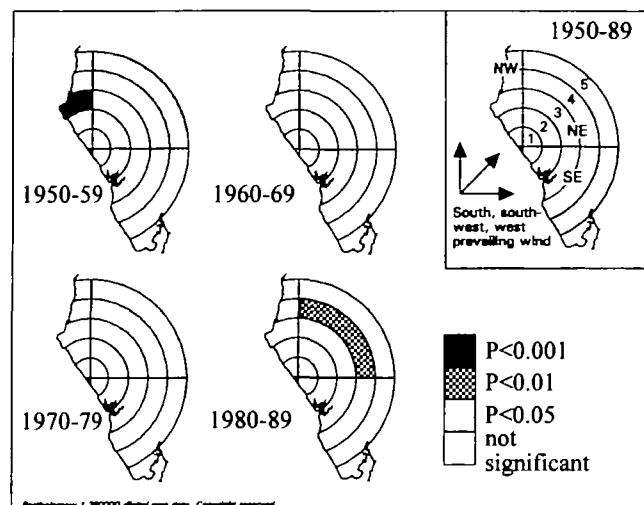 1950-89
NW
5
4
3
2
NE
1
SE
South, south-
west, west
prevailing wind
1950-59
1960-69
1970-79
1980-89
P<0.001
P<0.01
P<0.05
not
significant